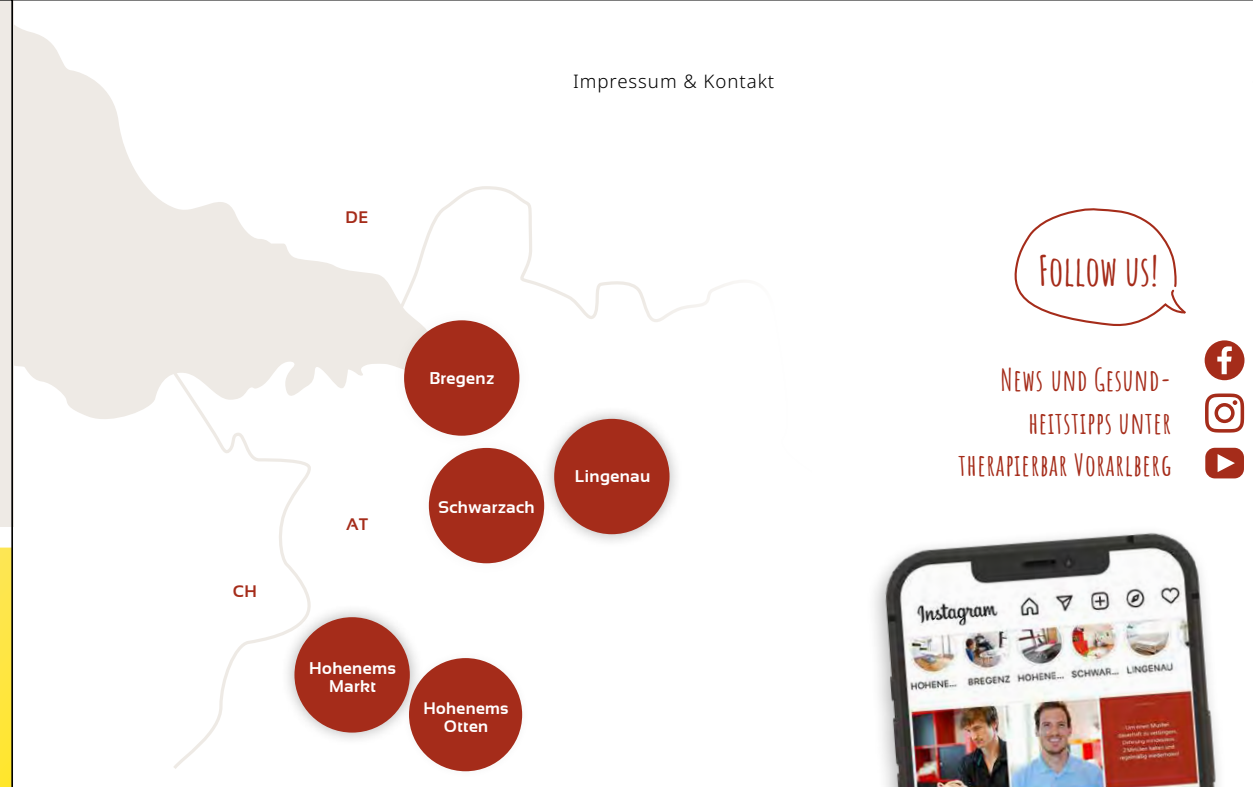 Impressum & Kontakt
DE
FOLLOW US!
Bregenz
NEWS UND GESUND-
HEITSTIPPS UNTER
THERAPIERBAR VORARLBERG
Lingenau
Schwarzach
AT
CH
Hohenems
Markt
Hohenems
Otten
Instagram
HOHENE... BREGENZ HOHENE... SCHWAR... LINGENAU